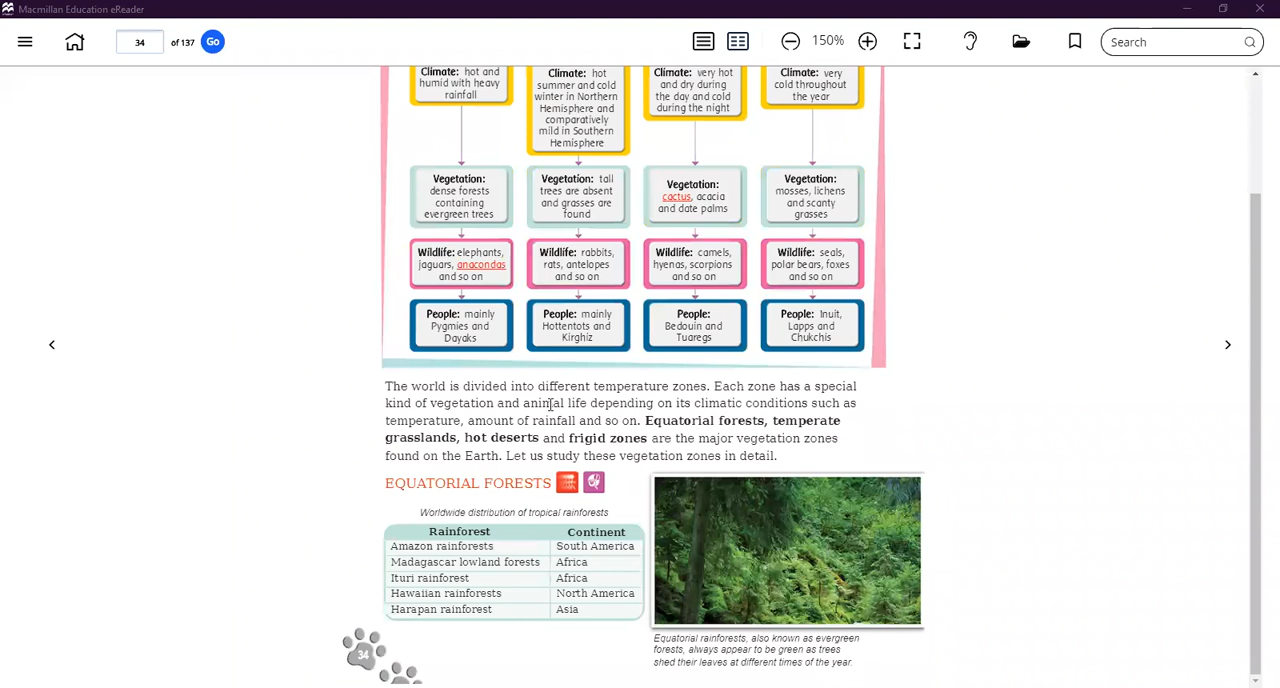 Macmillan Education eReader
34 of 137 Go 150% Search
Climate: hot and
humid with heavy
rainfall
Climate: hot
summer and cold
winter in Northern
Hemisphere and
comparatively
mild in Southern
Hemisphere
Climate: very hot
and dry during
the day and cold
during the night
Climate: very
cold throughout
the year
Vegetation:
dense forests
containing
evergreen trees
Vegetation: tall
trees are absent
and grasses are
found
Vegetation:
cactus, acacia
and date palms
Vegetation:
mosses, lichens
and scanty
grasses
Wildlife: elephants,
jaguars, anacondas
and so on
Wildlife: rabbits,
rats, antelopes
and so on
Wildlife: camels,
hyenas, scorpions
and so on
Wildlife: seals,
polar bears, foxes
and so on
People: mainly
Pygmies and
Dayaks
People: mainly
Hottentots and
Kirghiz
People:
Bedouin and
Tuaregs
People: Inuit,
Lapps and
Chukchis
The world is divided into different temperature zones. Each zone has a special
kind of vegetation and animal life depending on its climatic conditions such as
temperature, amount of rainfall and so on. Equatorial forests, temperate
grasslands, hot deserts and frigid zones are the major vegetation zones
found on the Earth. Let us study these vegetation zones in detail.
EQUATORIAL FORESTS
Worldwide distribution of tropical rainforests
Rainforest Continent
Amazon rainforests South America
Madagascar lowland forests Africa
Ituri rainforest Africa
Hawaiian rainforests North America
Harapan rainforest Asia
Equatorial rainforests, also known as evergreen
forests, always appear to be green as trees
shed their leaves at different times of the year.
34